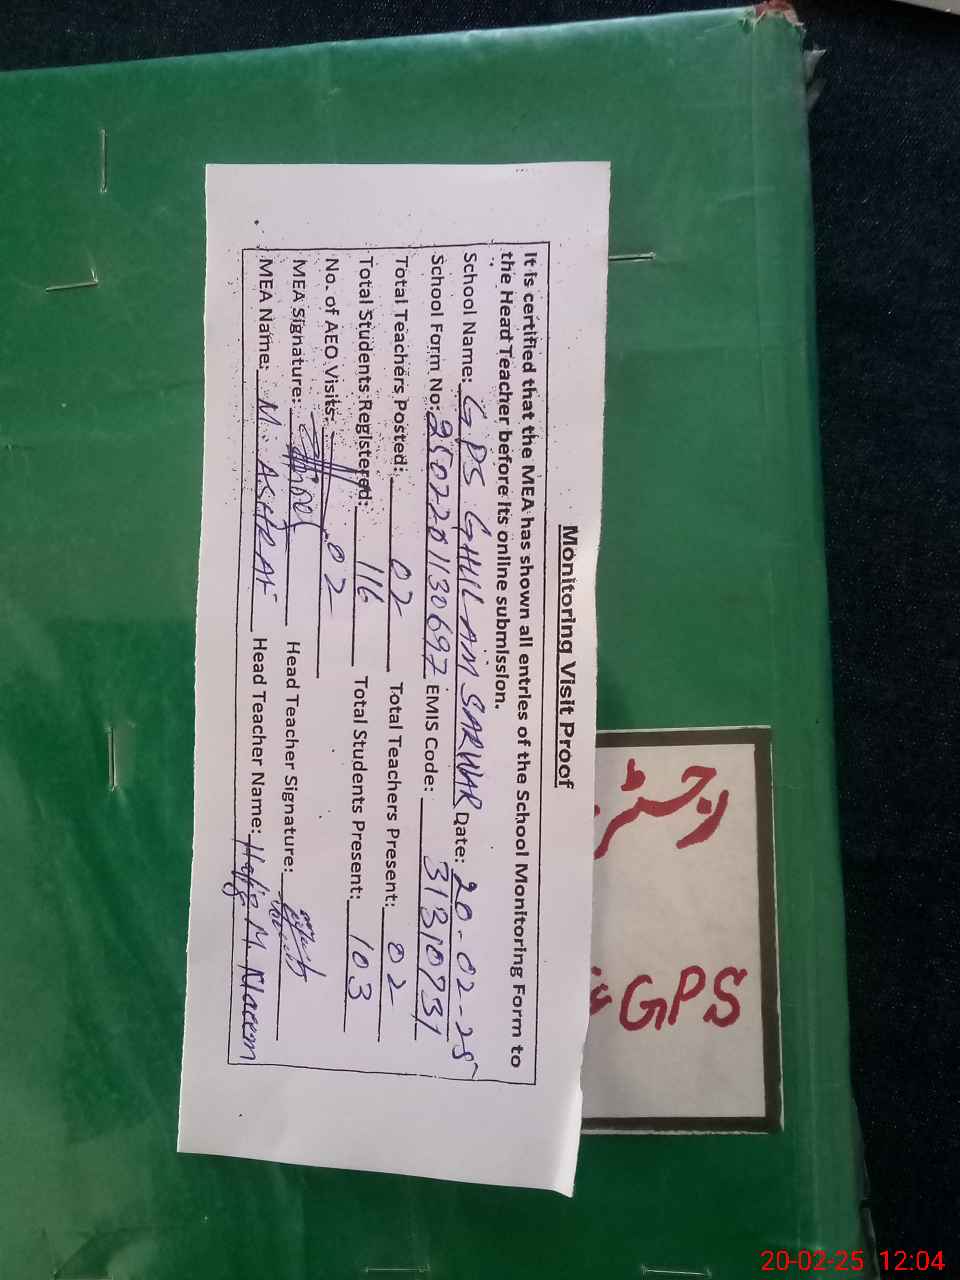 Monitoring Visit Proof
It is certified that the MEA has shown all entries of the School Monitoring Form to
the Head Teacher before its online submission.
School Name: GPS GHULAM SARWAR Date: 20-02-25
School Form No: 2502201130692 EMIS Code: 31310731
Total Teachers Posted: 02 Total Teachers Present: 02
Total Students Registered: 116 Total Students Present: 103
No. of AEO Visits: 02
MEA Signature: Head Teacher Signature:
MEA Name: M. ASHRAF Head Teacher Name: Hafiz M. Naeem
رجسٹر
GPS
20-02-25 12:04